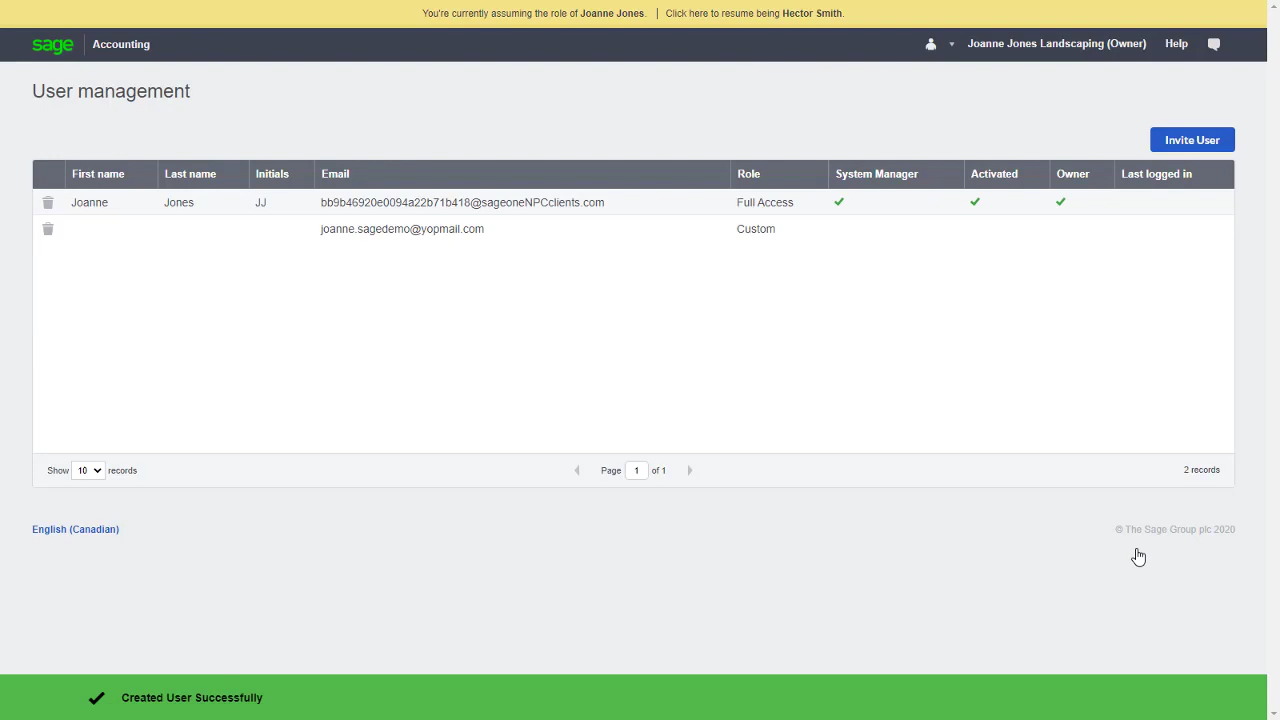 You're currently assuming the role of Joanne Jones. | Click here to resume being Hector Smith.
sage Accounting Joanne Jones Landscaping (Owner) Help
User management
Invite User
First name Last name Initials Email Role System Manager Activated Owner Last logged in
Joanne Jones JJ bb9b46920e0094a22b71b418@sageoneNPCclients.com Full Access
joanne.sagedemo@yopmail.com Custom
Show 10 records Page 1 of 1 2 records
English (Canadian) © The Sage Group plc 2020
Created User Successfully